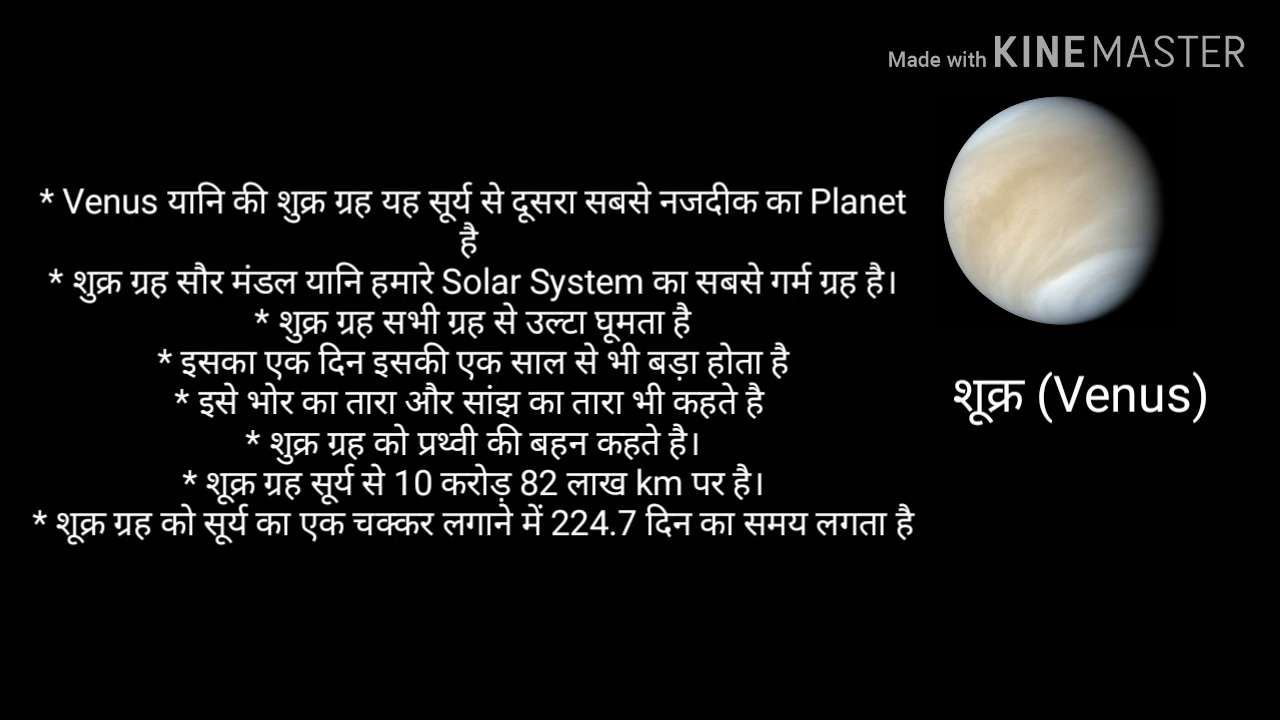 Made with KINEMASTER
* Venus यानि की शुक्र ग्रह यह सूर्य से दूसरा सबसे नजदीक का Planet
है
* शुक्र ग्रह सौर मंडल यानि हमारे Solar System का सबसे गर्म ग्रह है।
* शुक्र ग्रह सभी ग्रह से उल्टा घूमता है
* इसका एक दिन इसकी एक साल से भी बड़ा होता है
* इसे भोर का तारा और सांझ का तारा भी कहते है
* शुक्र ग्रह को प्रथ्वी की बहन कहते है।
* शूक्र ग्रह सूर्य से 10 करोड़ 82 लाख km पर है।
* शूक्र ग्रह को सूर्य का एक चक्कर लगाने में 224.7 दिन का समय लगता है
शूक्र (Venus)